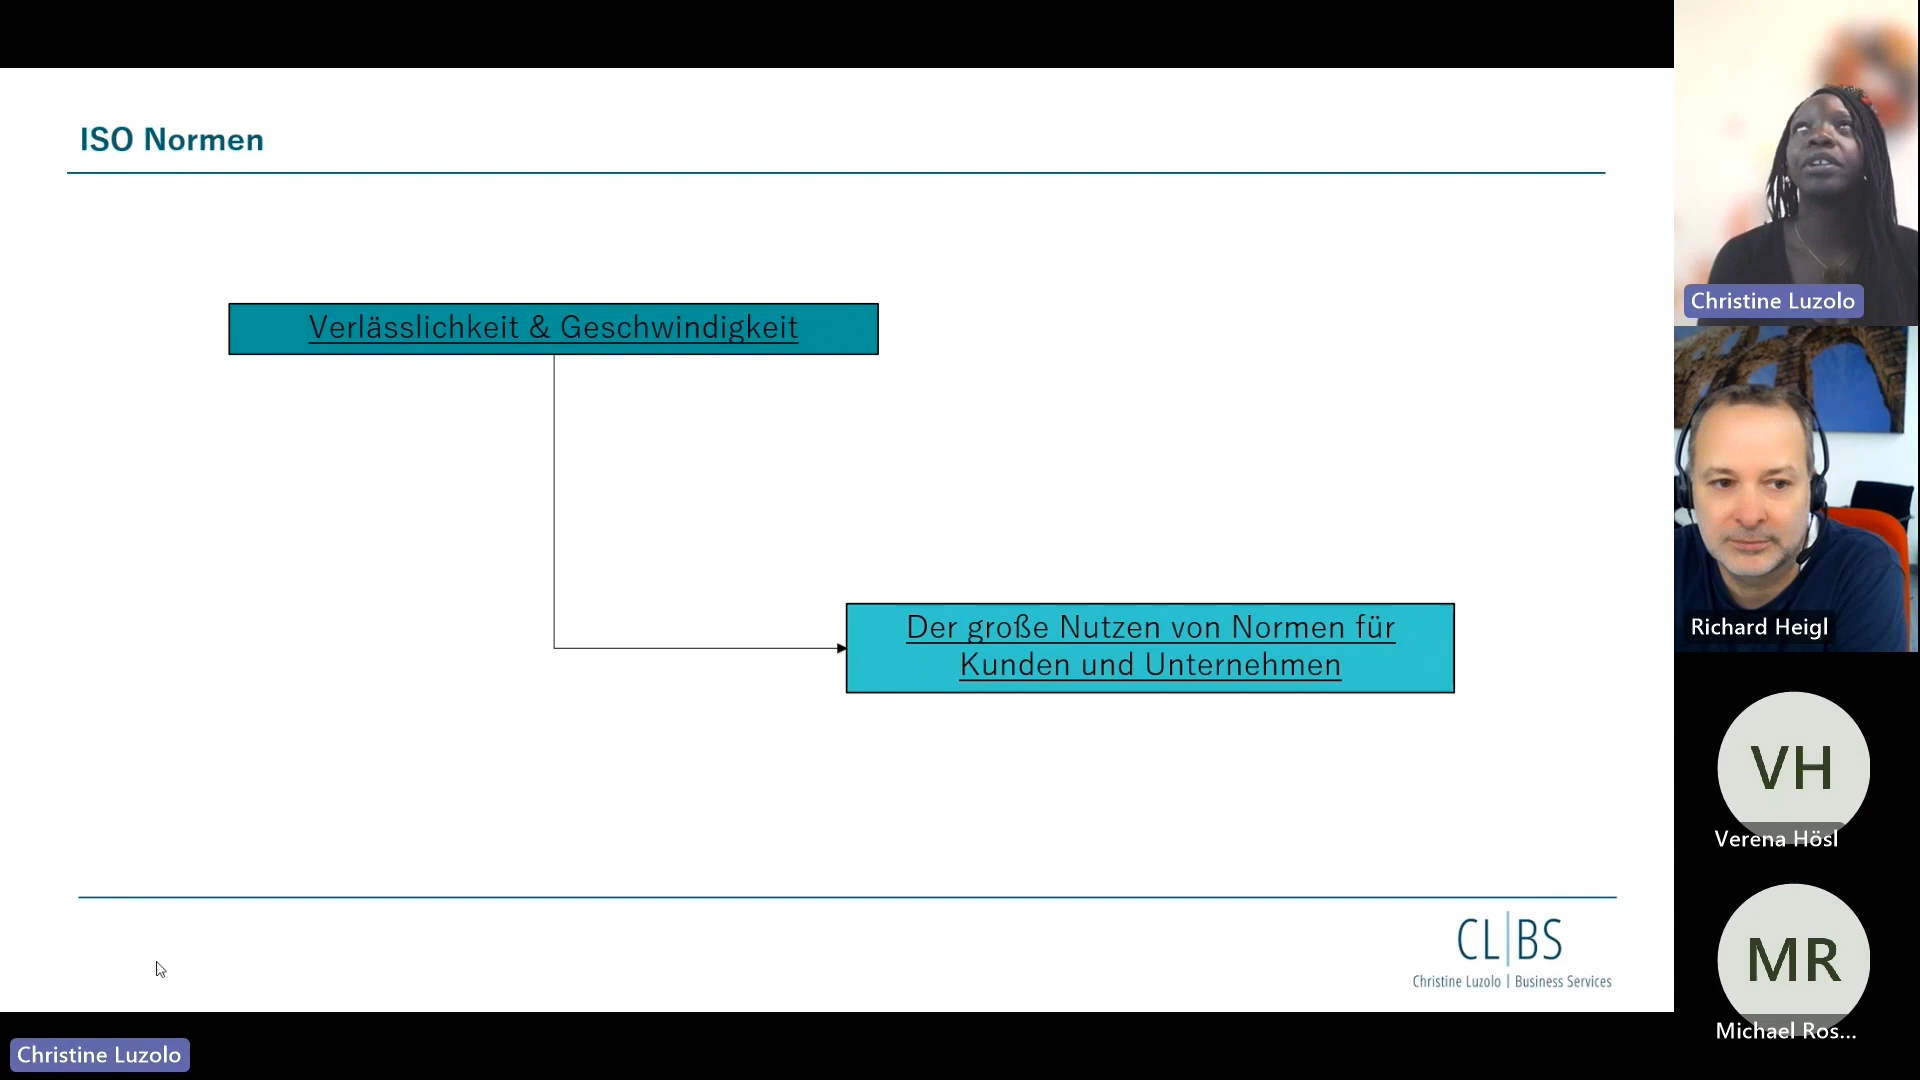 ISO Normen
Verlässlichkeit & Geschwindigkeit
Der große Nutzen von Normen für
Kunden und Unternehmen
CL|BS
Christine Luzolo | Business Services
Christine Luzolo
Christine Luzolo
Richard Heigl
VH
Verena Hösl
MR
Michael Ros...